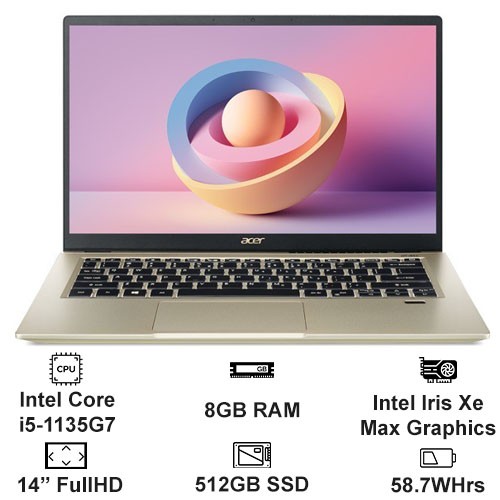 acer
CPU
GB
Intel Core
i5-1135G7
8GB RAM
Intel Iris Xe
Max Graphics
14” FullHD
512GB SSD
58.7WHrs